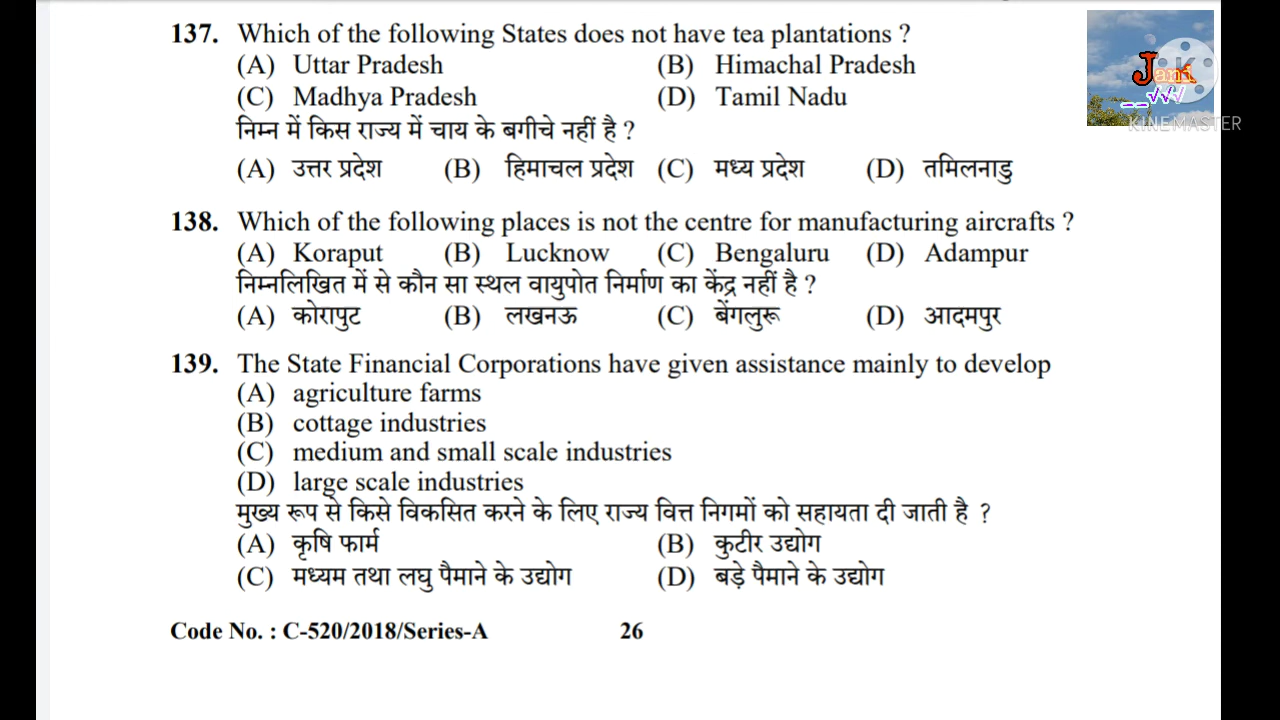 137. Which of the following States does not have tea plantations ?
(A) Uttar Pradesh (B) Himachal Pradesh
(C) Madhya Pradesh (D) Tamil Nadu
निम्न में किस राज्य में चाय के बगीचे नहीं है ?
(A) उत्तर प्रदेश (B) हिमाचल प्रदेश (C) मध्य प्रदेश (D) तमिलनाडु
138. Which of the following places is not the centre for manufacturing aircrafts ?
(A) Koraput (B) Lucknow (C) Bengaluru (D) Adampur
निम्नलिखित में से कौन सा स्थल वायुपोत निर्माण का केंद्र नहीं है ?
(A) कोरापुट (B) लखनऊ (C) बेंगलुरू (D) आदमपुर
139. The State Financial Corporations have given assistance mainly to develop
(A) agriculture farms
(B) cottage industries
(C) medium and small scale industries
(D) large scale industries
मुख्य रूप से किसे विकसित करने के लिए राज्य वित्त निगमों को सहायता दी जाती है ?
(A) कृषि फार्म (B) कुटीर उद्योग
(C) मध्यम तथा लघु पैमाने के उद्योग (D) बड़े पैमाने के उद्योग
Code No. : C-520/2018/Series-A 26
KINEMASTER